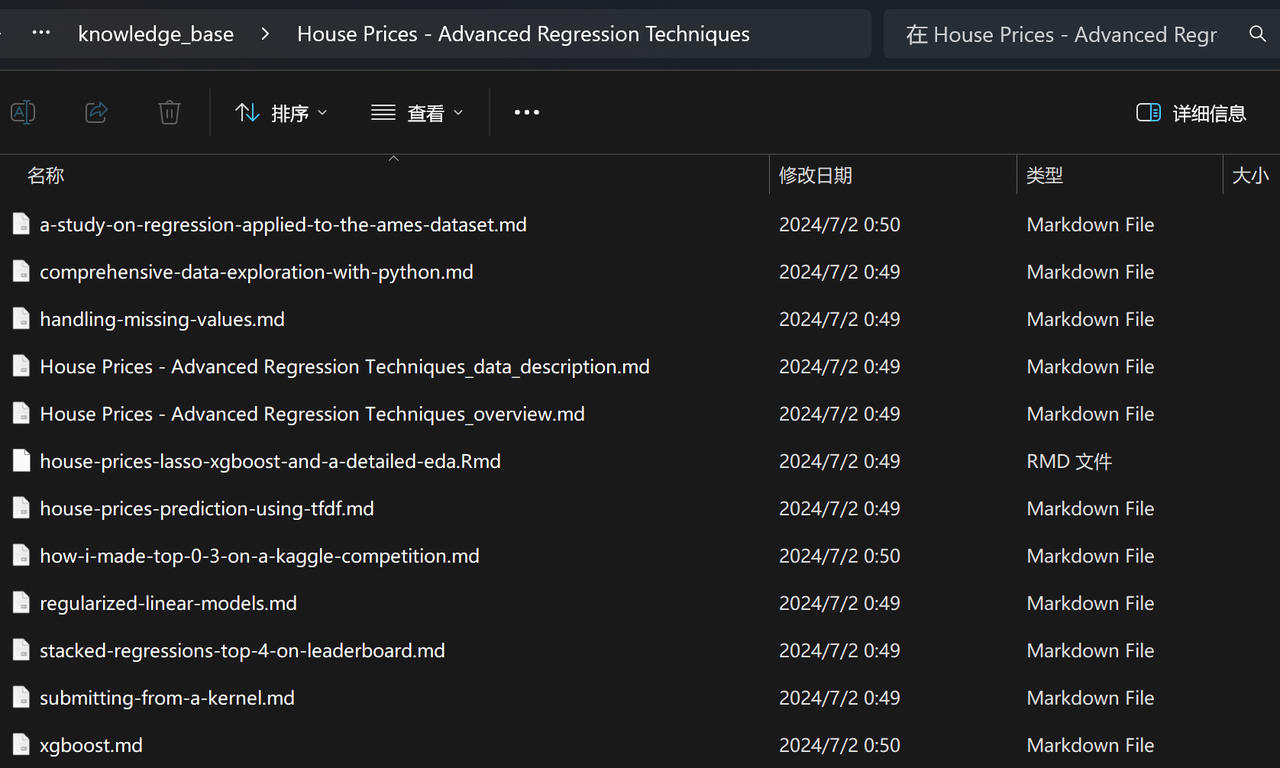 … knowledge_base > House Prices - Advanced Regression Techniques 在 House Prices - Advanced Regr
排序 查看 … 详细信息
名称 修改日期 类型 大小
a-study-on-regression-applied-to-the-ames-dataset.md 2024/7/2 0:50 Markdown File
comprehensive-data-exploration-with-python.md 2024/7/2 0:49 Markdown File
handling-missing-values.md 2024/7/2 0:49 Markdown File
House Prices - Advanced Regression Techniques_data_description.md 2024/7/2 0:49 Markdown File
House Prices - Advanced Regression Techniques_overview.md 2024/7/2 0:49 Markdown File
house-prices-lasso-xgboost-and-a-detailed-eda.Rmd 2024/7/2 0:49 RMD 文件
house-prices-prediction-using-tfdf.md 2024/7/2 0:49 Markdown File
how-i-made-top-0-3-on-a-kaggle-competition.md 2024/7/2 0:50 Markdown File
regularized-linear-models.md 2024/7/2 0:49 Markdown File
stacked-regressions-top-4-on-leaderboard.md 2024/7/2 0:49 Markdown File
submitting-from-a-kernel.md 2024/7/2 0:49 Markdown File
xgboost.md 2024/7/2 0:50 Markdown File